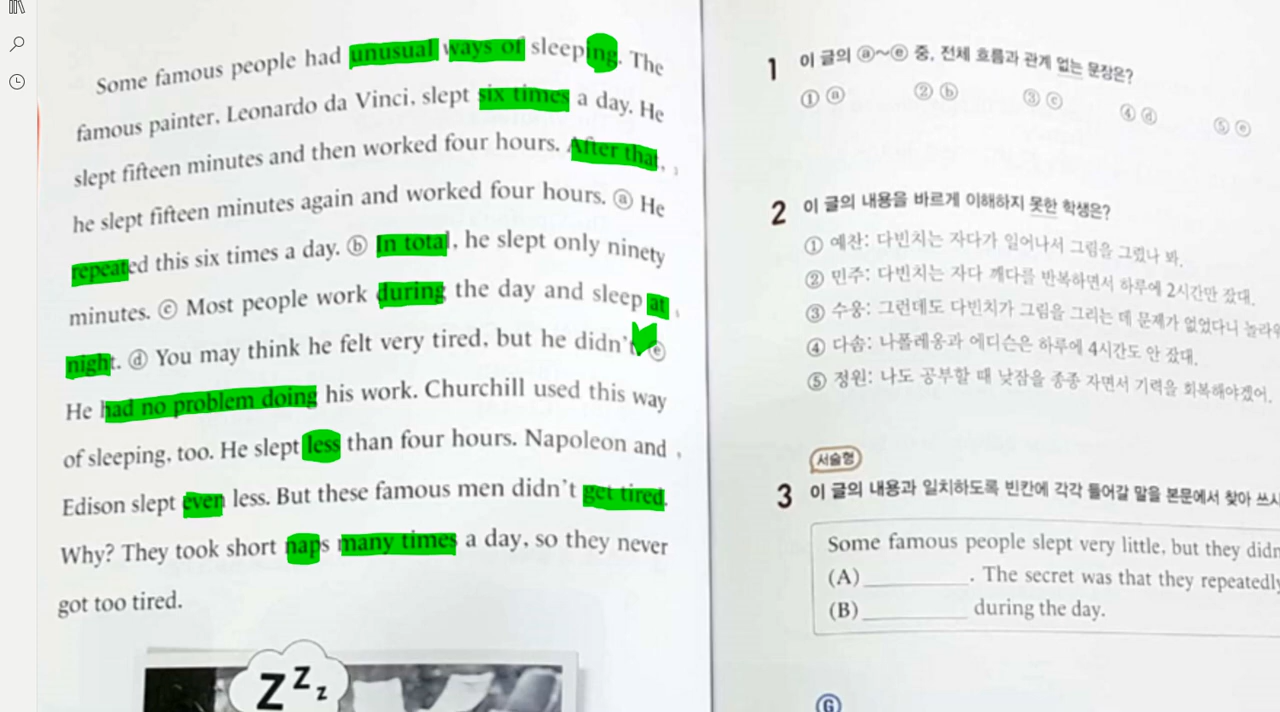 Some famous people had unusual ways of sleeping. The
famous painter, Leonardo da Vinci, slept six times a day. He
slept fifteen minutes and then worked four hours. After that,
he slept fifteen minutes again and worked four hours. ⓐ He
repeated this six times a day. ⓑ In total, he slept only ninety
minutes. ⓒ Most people work during the day and sleep at
night. ⓓ You may think he felt very tired, but he didn't. ⓔ
He had no problem doing his work. Churchill used this way
of sleeping, too. He slept less than four hours. Napoleon and
Edison slept even less. But these famous men didn't get tired.
Why? They took short naps many times a day, so they never
got too tired.
Z Z z
1 이 글의 ⓐ~ⓔ 중, 전체 흐름과 관계 없는 문장은?
① ⓐ ② ⓑ ③ ⓒ ④ ⓓ ⑤ ⓔ
2 이 글의 내용을 바르게 이해하지 못한 학생은?
① 예찬: 다빈치는 자다가 일어나서 그림을 그렸나 봐.
② 민주: 다빈치는 자다 깨다를 반복하면서 하루에 2시간만 잤대.
③ 수웅: 그런데도 다빈치가 그림을 그리는 데 문제가 없었다니 놀라워
④ 다솜: 나폴레옹과 에디슨은 하루에 4시간도 안 잤대.
⑤ 정원: 나도 공부할 때 낮잠을 종종 자면서 기력을 회복해야겠어.
서술형
3 이 글의 내용과 일치하도록 빈칸에 각각 들어갈 말을 본문에서 찾아 쓰시
Some famous people slept very little, but they didn
(A) ________. The secret was that they repeatedly
(B) ________ during the day.
G